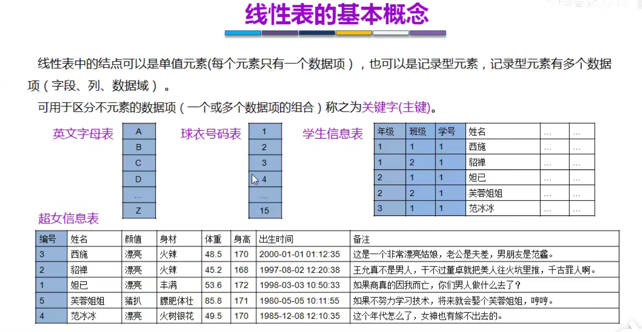 线性表的基本概念
线性表中的结点可以是单值元素(每个元素只有一个数据项），也可以是记录型元素，记录型元素有多个数据
项（字段、列、数据域）。
可用于区分不元素的数据项（一个或多个数据项的组合）称之为关键字(主键)。
英文字母表
A
B
C
D
…
Z
球衣号码表
1
2
3
4
…
15
学生信息表
年级 班级 学号 姓名 … …
1 1 1 西施 … …
1 2 1 貂禅 … …
2 1 1 妲已 … …
2 2 1 芙蓉姐姐 … …
3 1 1 范冰冰 … …
超女信息表
编号 姓名 颜值 身材 体重 身高 出生时间 备注
3 西施 漂亮 火辣 48.5 170 2000-01-01 01:12:35 这是一个非常漂亮姑娘，老公是夫差，男朋友是范蠡。
2 貂禅 漂亮 火辣 45.2 168 1997-08-02 12:20:38 王允真不是男人，干不过董卓就把美人往火坑里推，千古罪人啊。
1 妲已 漂亮 丰满 53.6 172 1998-03-03 10:50:33 如果商真的因我而亡，你们男人做什么去了？
5 芙蓉姐姐 猪扒 膘肥体壮 85.8 171 1980-05-05 10:11:55 如果不努力学习技术，将来就会娶个芙蓉姐姐，哼哼。
4 范冰冰 漂亮 火树银花 49.5 170 1985-12-08 12:10:35 这个年代怎么了，女神也有嫁不出去的。